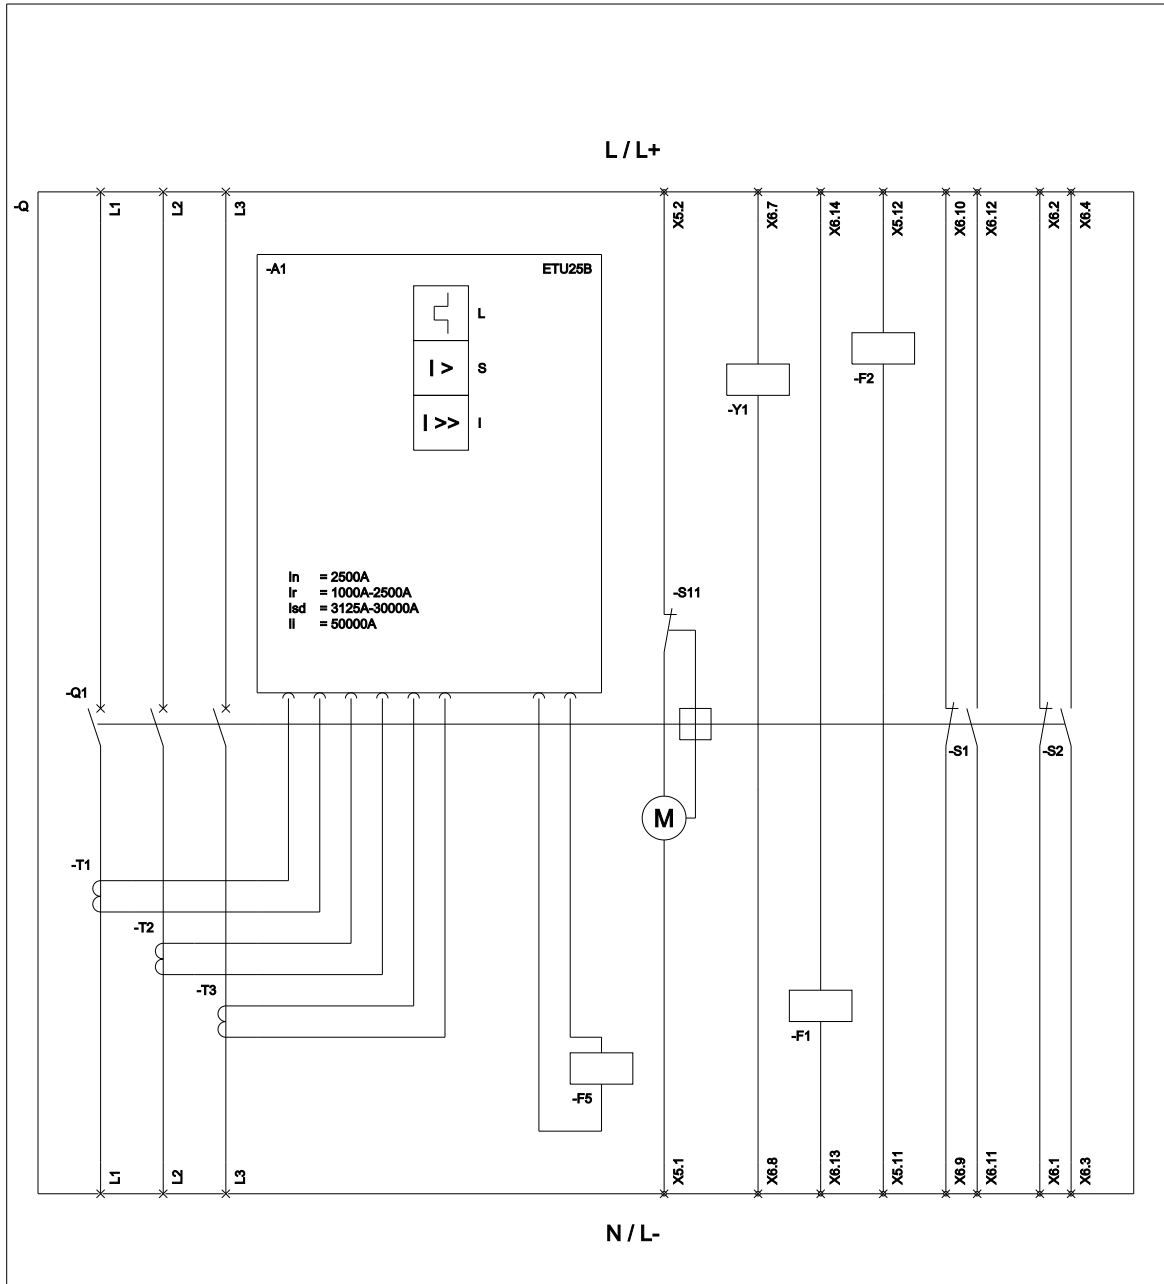 L / L+
-Q
L1
L2
L3
X5.2
X6.7
X6.14
X5.12
X6.10
X6.12
X6.2
X6.4
-A1
ETU25B
L
I >
S
I >>
I
-F2
-Y1
In = 2500A
Ir = 1000A-2500A
Isd = 3125A-30000A
Ii = 50000A
-S11
-Q1
-S1
-S2
M
-T1
-T2
-T3
-F1
-F5
L1
L2
L3
X5.1
X6.8
X6.13
X5.11
X6.9
X6.11
X6.1
X6.3
N / L-